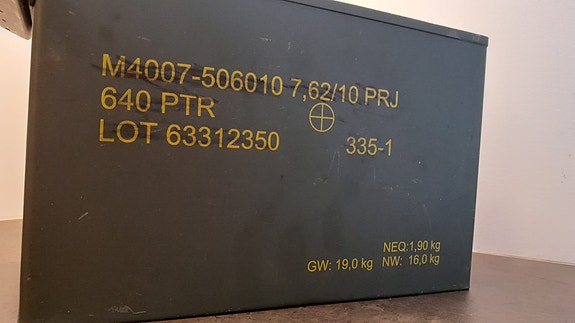 M4007-506010 7,62/10 PRJ
640 PTR
LOT 63312350 335-1
NEQ:1,90 kg
GW: 19,0 kg NW: 16,0 kg